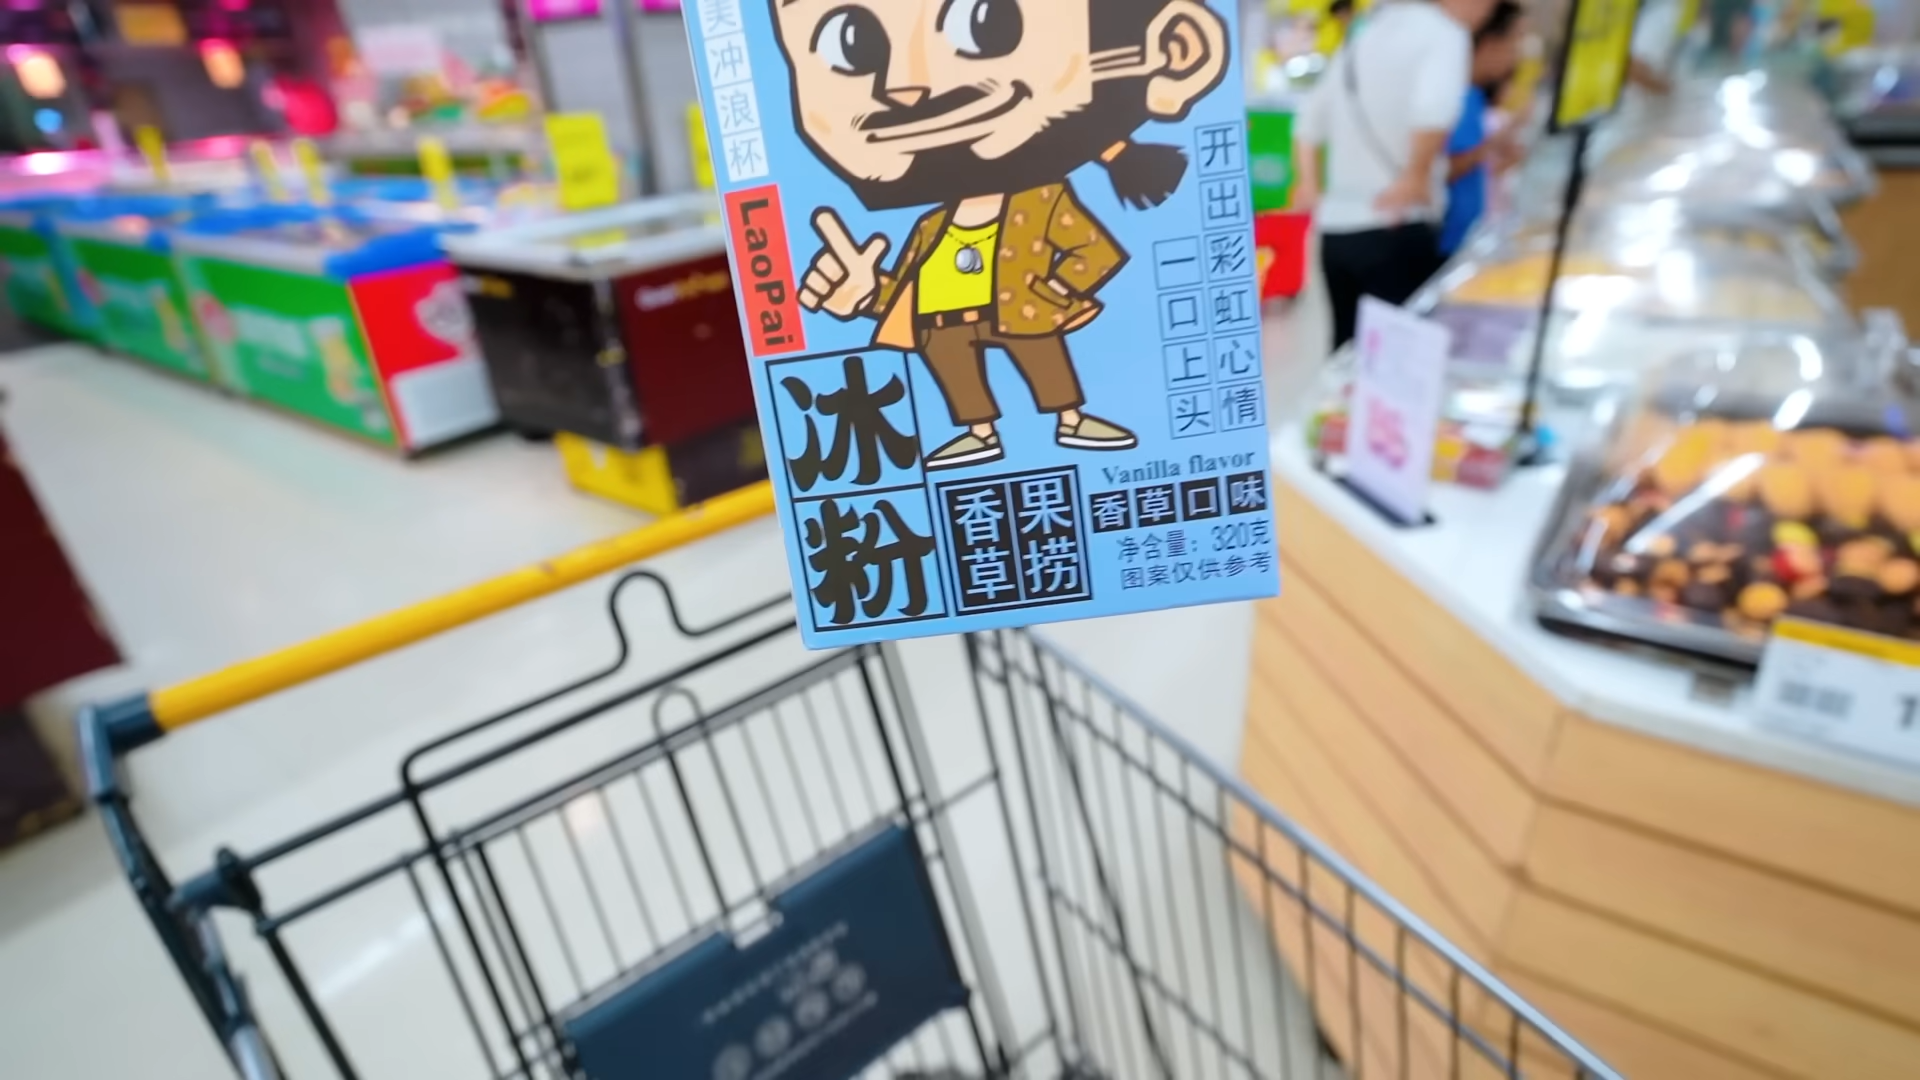 美冲浪杯
LaoPai
开出彩虹心情
一口上头
冰粉
香草
果捞
Vanilla flavor
香草口味
净含量：320克
图案仅供参考